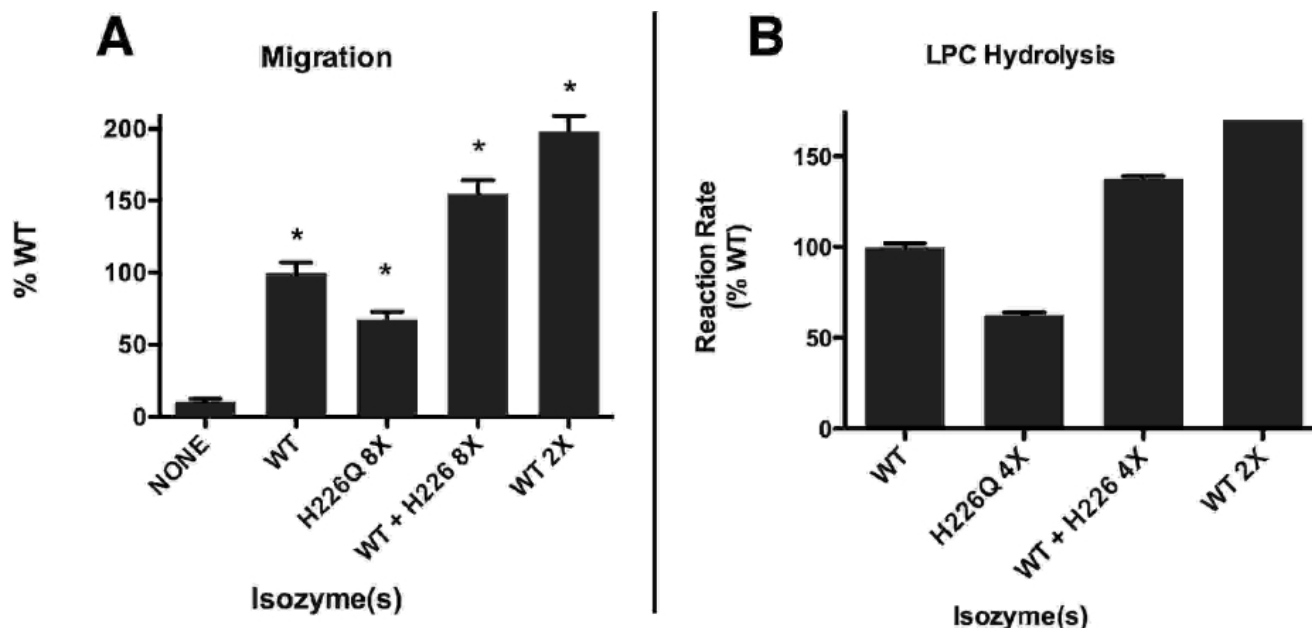 A
Migration
% WT
200
150
100
50
0
*
*
*
*
NONE
WT
H226Q 8X
WT + H226 8X
WT 2X
Isozyme(s)
B
LPC Hydrolysis
Reaction Rate
(% WT)
150
100
50
0
WT
H226Q 4X
WT + H226 4X
WT 2X
Isozyme(s)